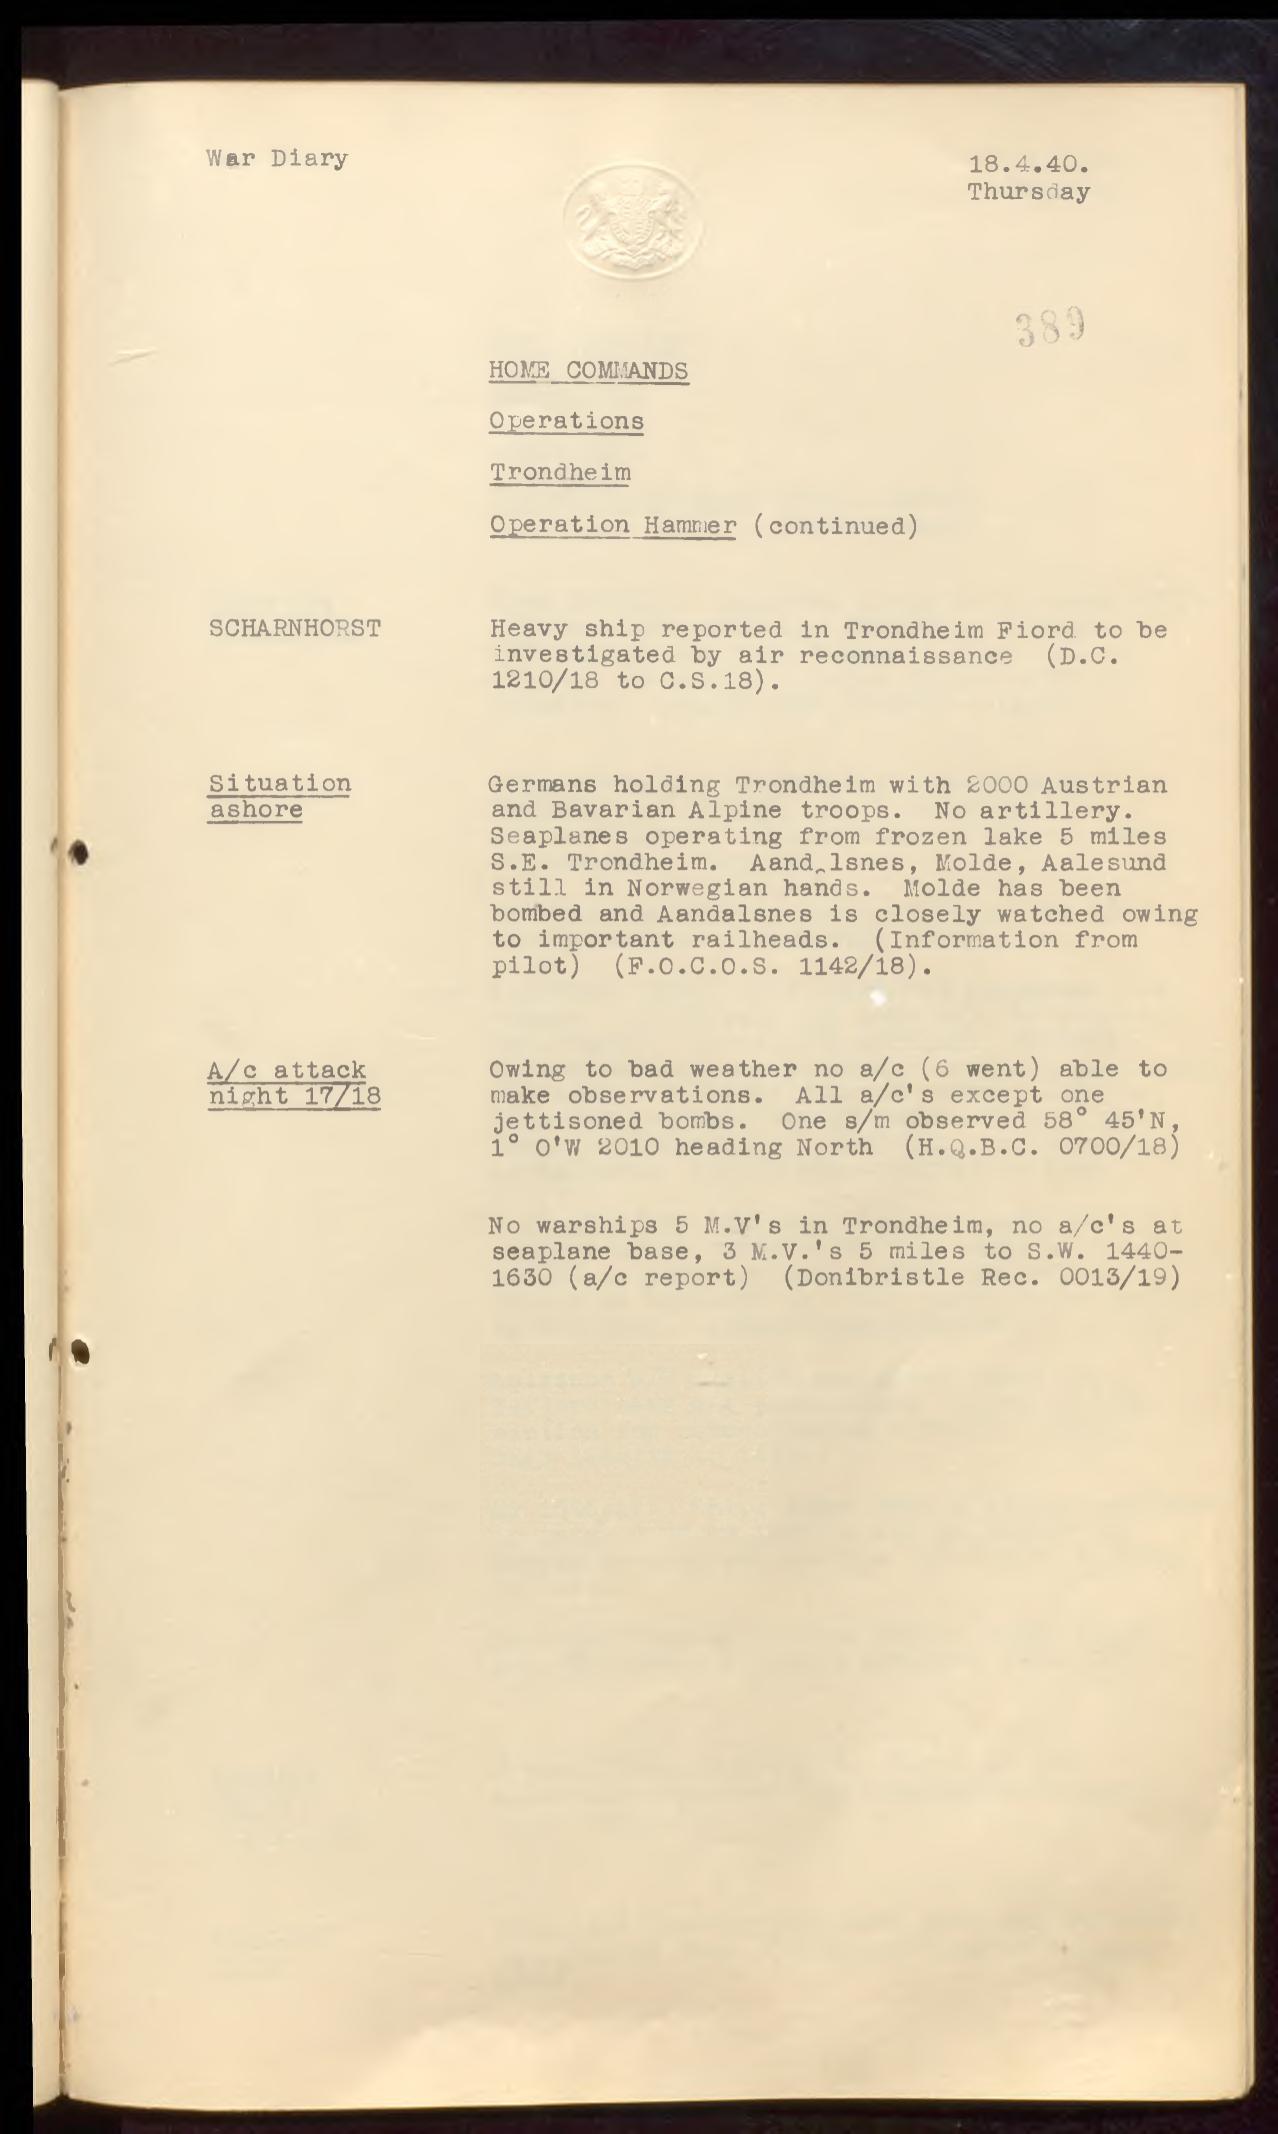 War Diary
18.4.40.
Thursday
389
HOME COMMANDS
Operations
Trondheim
Operation Hammer (continued)
SCHARNHORST
Heavy ship reported in Trondheim Fiord to be
investigated by air reconnaissance (D.C.
1210/18 to C.S.18).
Situation
ashore
Germans holding Trondheim with 2000 Austrian
and Bavarian Alpine troops. No artillery.
Seaplanes operating from frozen lake 5 miles
S.E. Trondheim. Aandalsnes, Molde, Aalesund
still in Norwegian hands. Molde has been
bombed and Aandalsnes is closely watched owing
to important railheads. (Information from
pilot) (F.O.C.O.S. 1142/18).
A/c attack
night 17/18
Owing to bad weather no a/c (6 went) able to
make observations. All a/c's except one
jettisoned bombs. One s/m observed 58° 45'N,
1° 0'W 2010 heading North (H.Q.B.C. 0700/18)
No warships 5 M.V's in Trondheim, no a/c's at
seaplane base, 3 M.V.'s 5 miles to S.W. 1440-
1630 (a/c report) (Donibristle Rec. 0013/19)